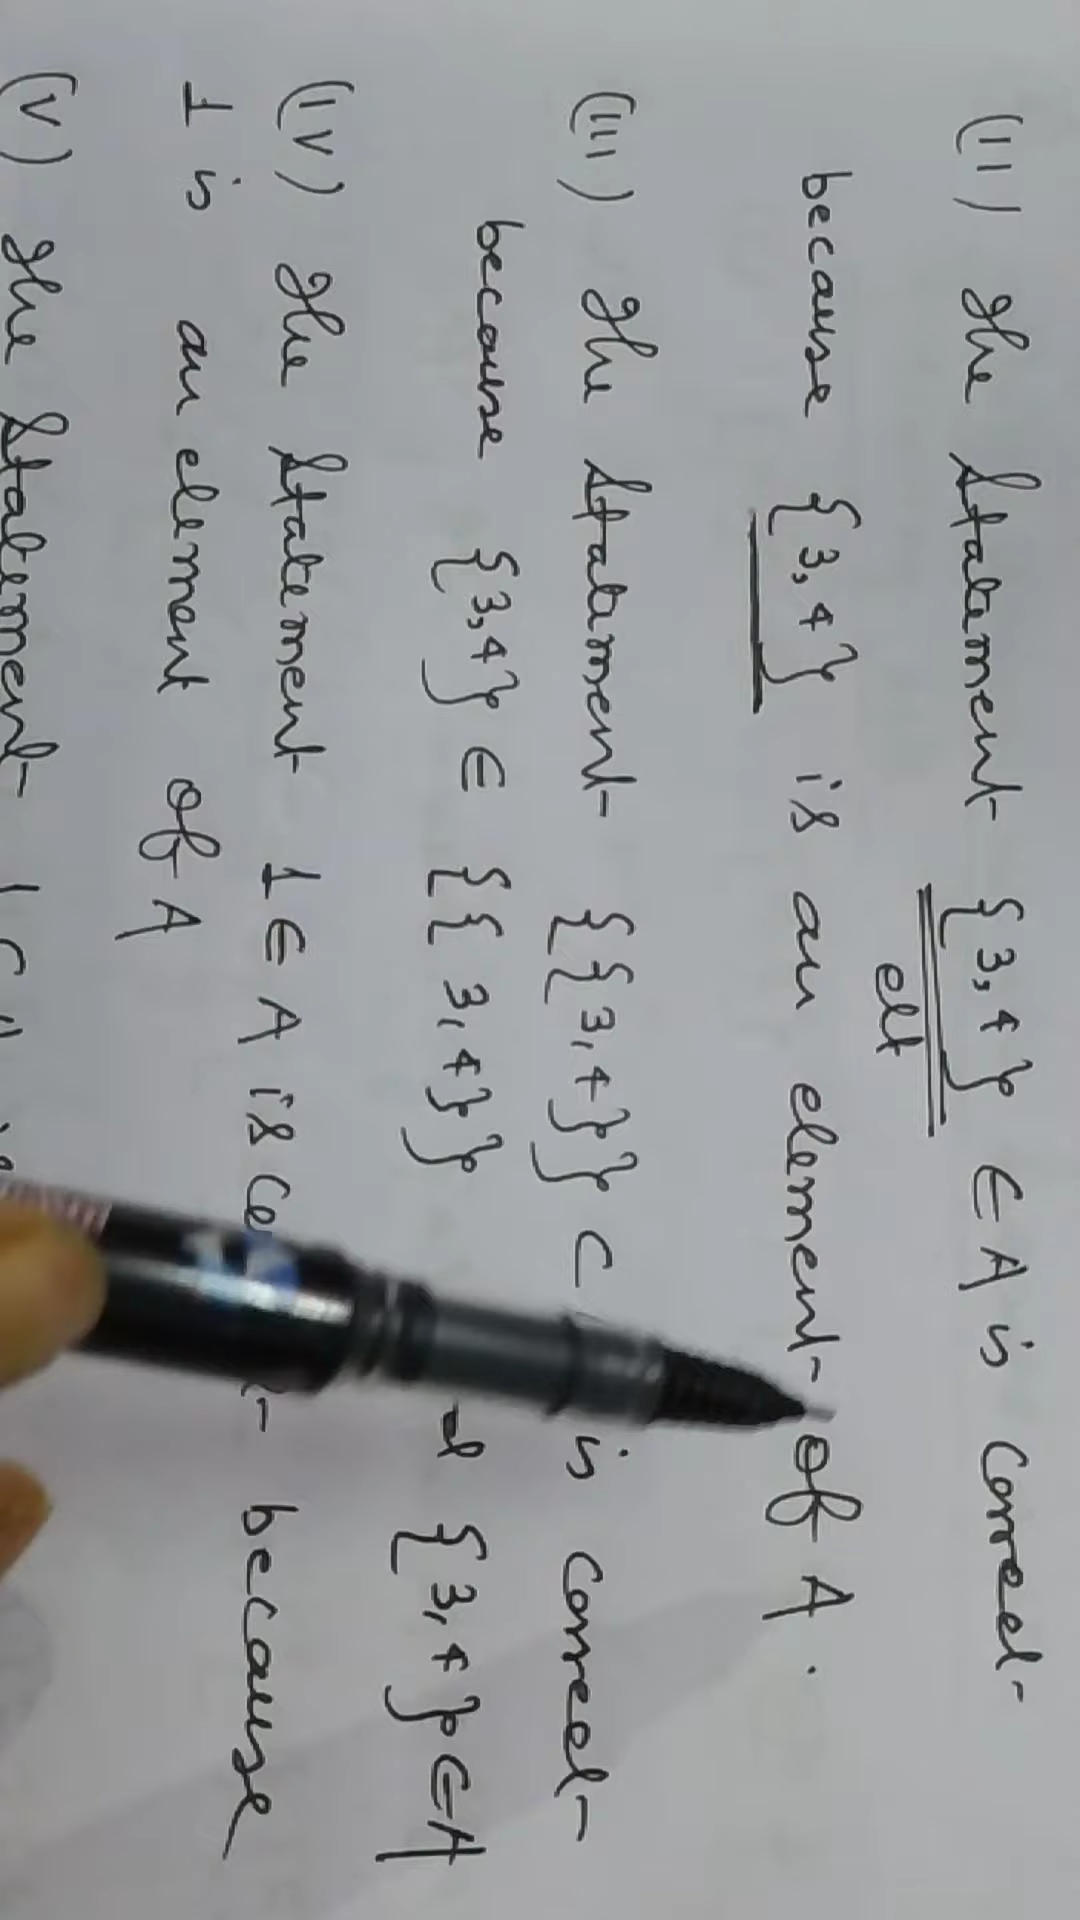 (II) The Statement {3,4} ∈ A is correct
elt
because {3,4} is an element of A.
(III) The Statement {{3,4}} ⊂ is correct
because {3,4} ∈ {{3,4}} {3,4} ∈ A
(IV) The Statement 1 ∈ A is because
1 is an element of A
(V) The Statement 1